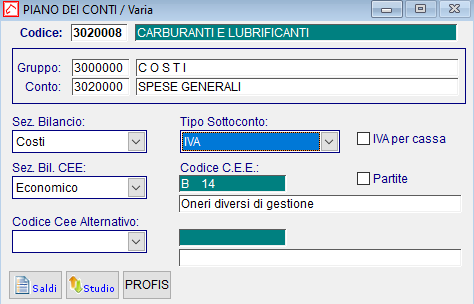 PIANO DEI CONTI / Varia
Codice: 3020008 CARBURANTI E LUBRIFICANTI
Gruppo: 3000000 C O S T I
Conto: 3020000 SPESE GENERALI
Sez. Bilancio: Tipo Sottoconto:
Costi IVA IVA per cassa
Sez. Bil. CEE: Codice C.E.E.:
Economico B 14 Partite
Oneri diversi di gestione
Codice Cee Alternativo:
Saldi Studio PROFIS